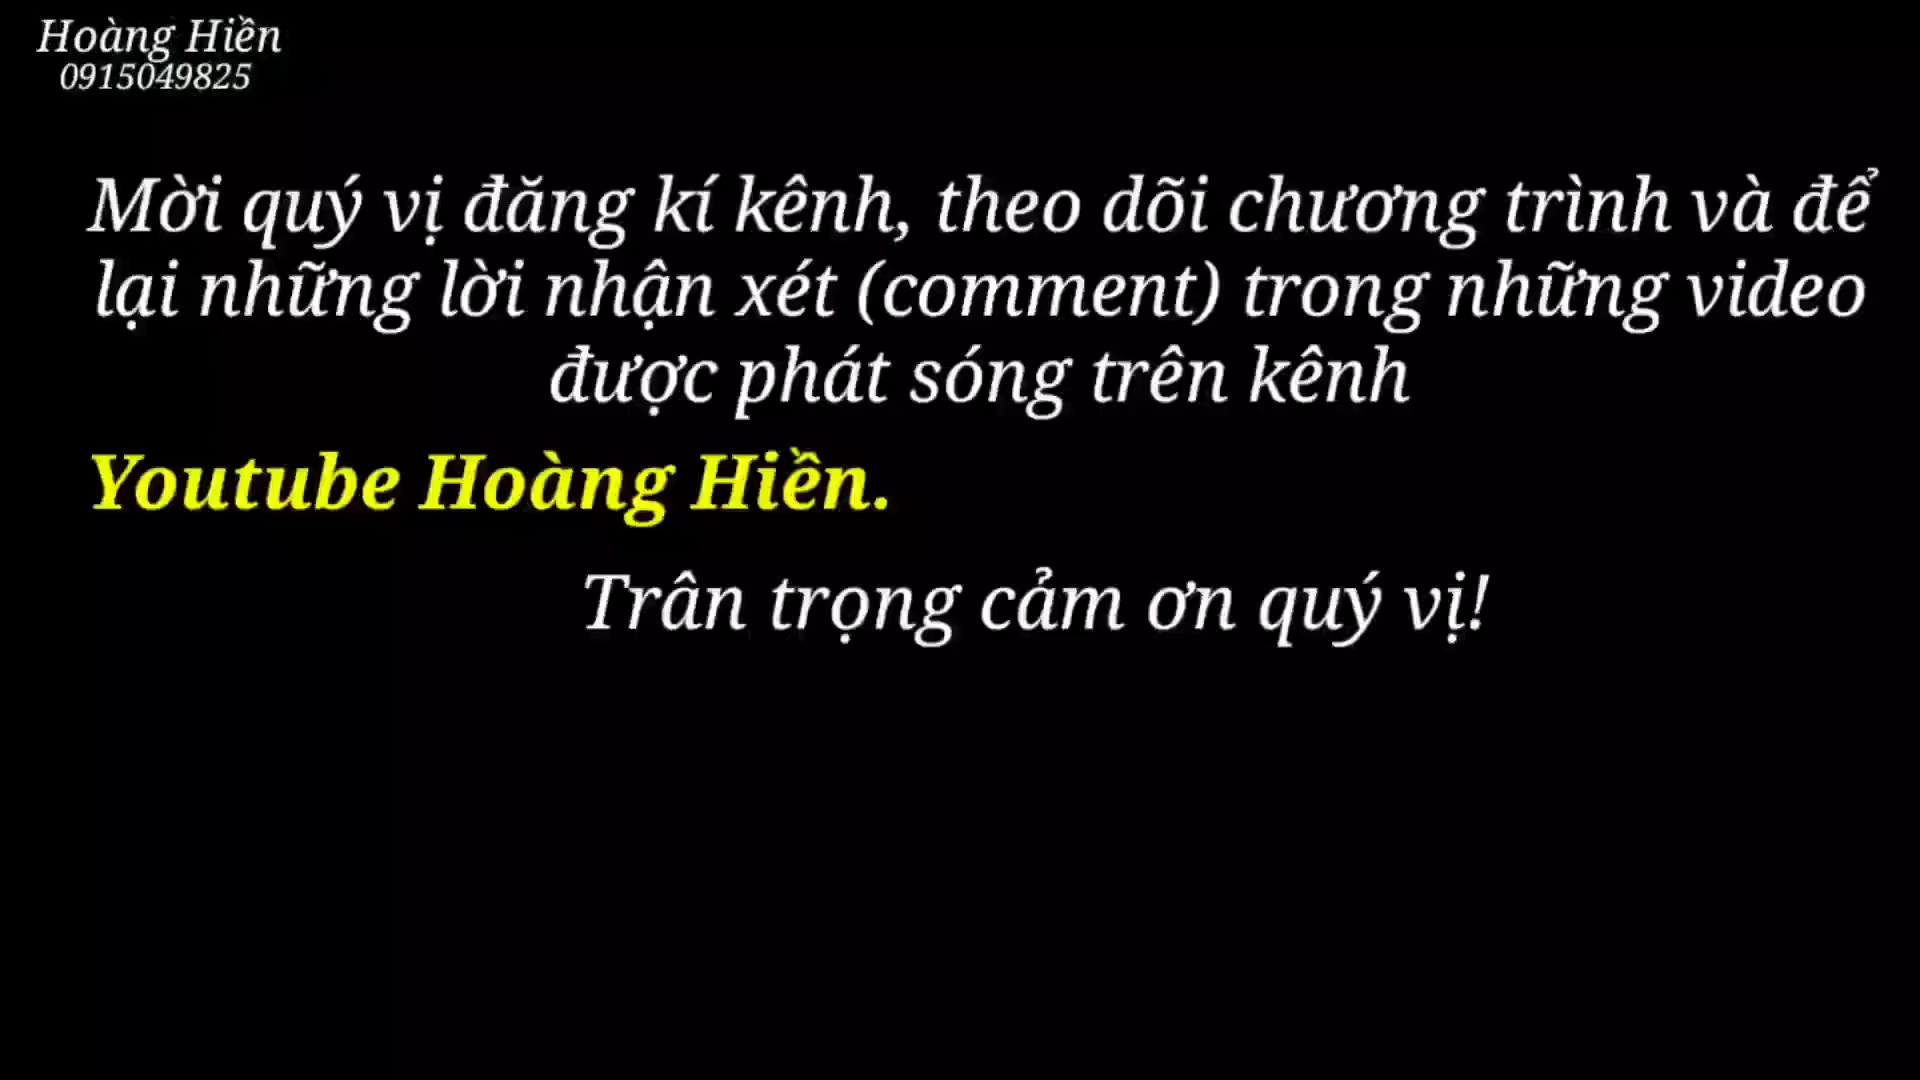 Hoàng Hiền
0915049825
Mời quý vị đăng kí kênh, theo dõi chương trình và để
lại những lời nhận xét (comment) trong những video
được phát sóng trên kênh
Youtube Hoàng Hiền.
Trân trọng cảm ơn quý vị!